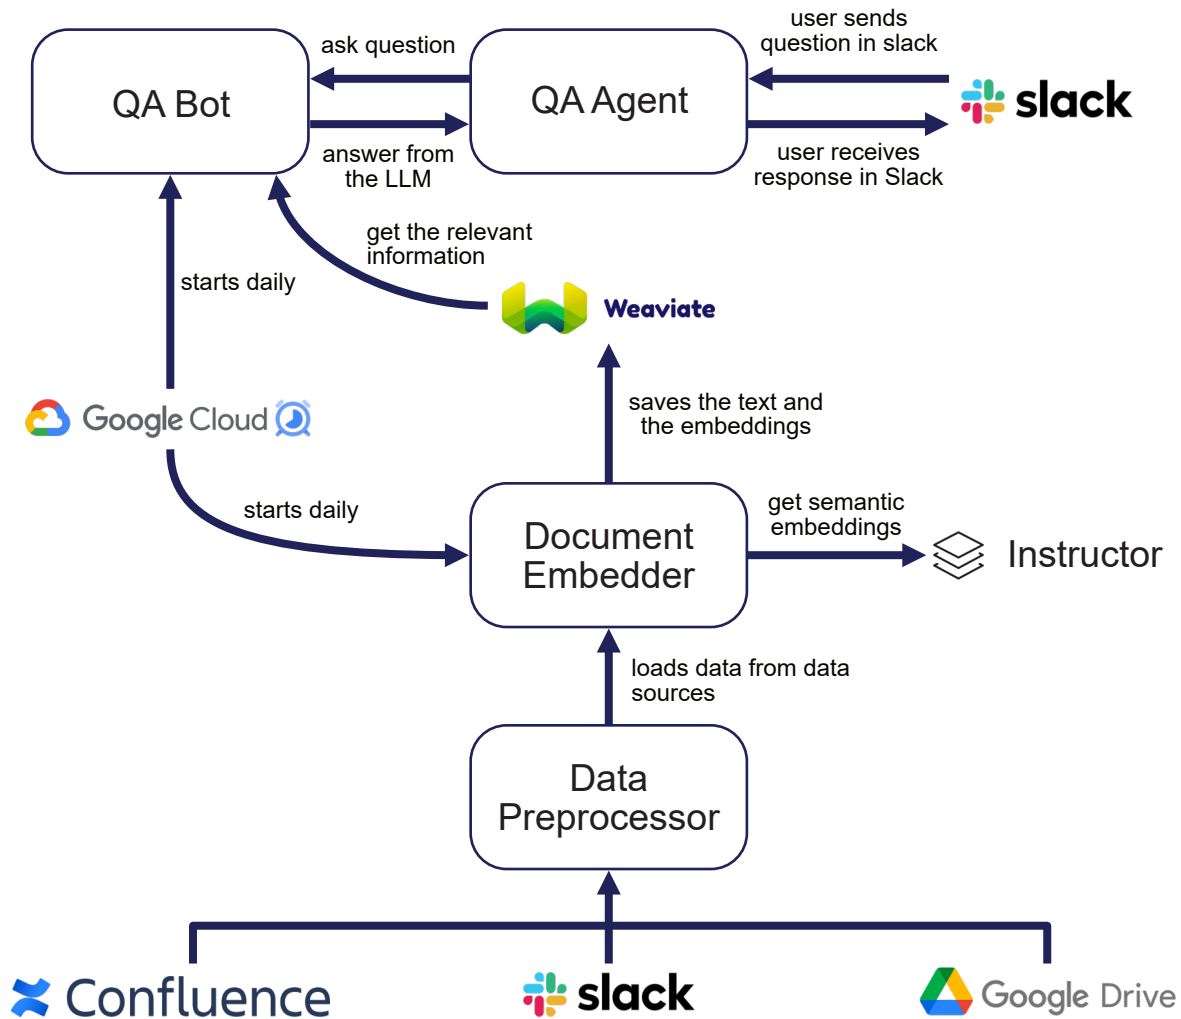 user sends
question in slack
ask question
QA Bot
QA Agent
slack
answer from
the LLM
user receives
response in Slack
get the relevant
information
starts daily
Weaviate
saves the text and
the embeddings
Google Cloud
starts daily
get semantic
embeddings
Document
Embedder
Instructor
loads data from data
sources
Data
Preprocessor
Confluence
slack
Google Drive